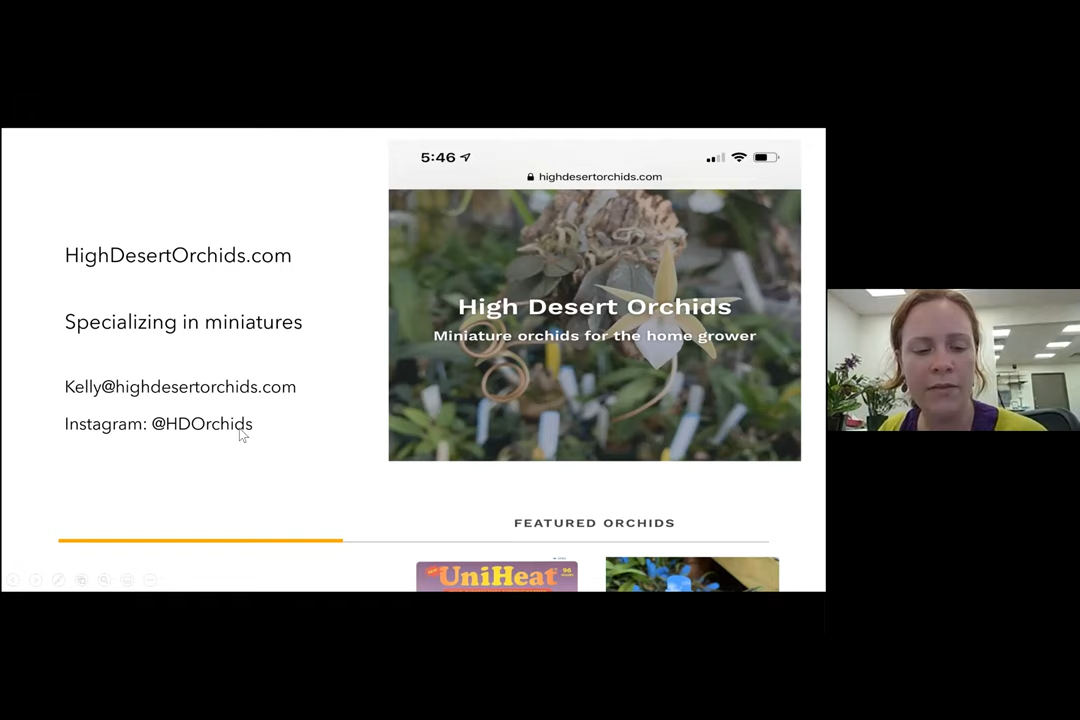 HighDesertOrchids.com
Specializing in miniatures
Kelly@highdesertorchids.com
Instagram: @HDOrchids
5:46
highdesertorchids.com
High Desert Orchids
Miniature orchids for the home grower
FEATURED ORCHIDS
UniHeat
96